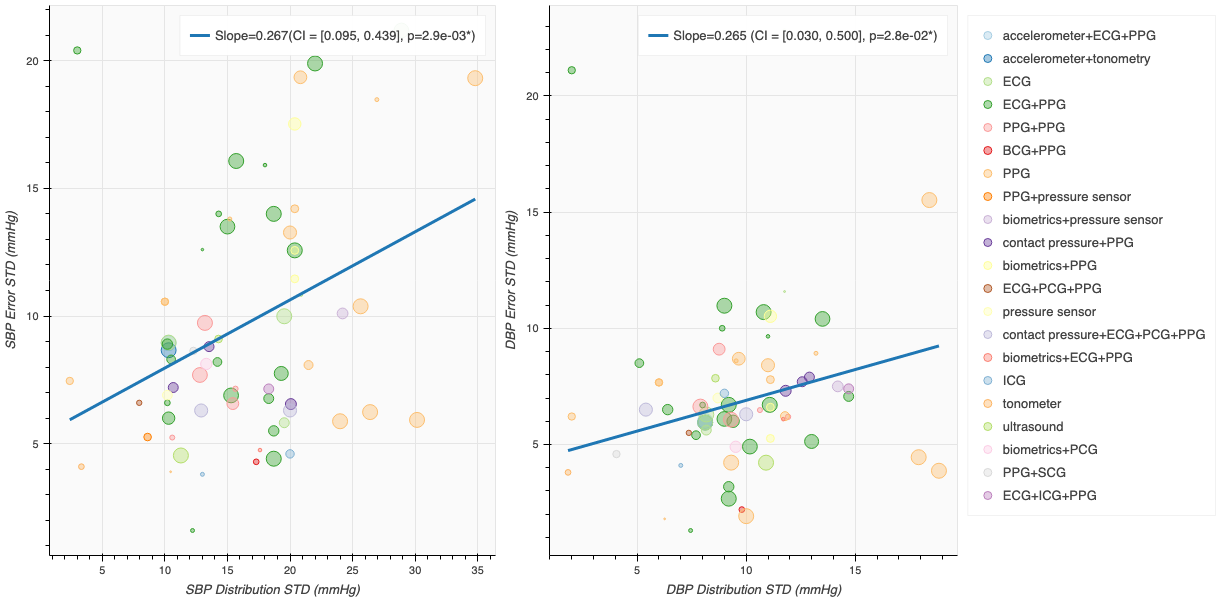 Slope=0.267(CI = [0.095, 0.439], p=2.9e-03*)
20
15
10
5
SBP Error STD (mmHg)
5
10
15
20
25
30
35
SBP Distribution STD (mmHg)
Slope=0.265 (CI = [0.030, 0.500], p=2.8e-02*)
20
15
10
5
DBP Error STD (mmHg)
5
10
15
DBP Distribution STD (mmHg)
accelerometer+ECG+PPG
accelerometer+tonometry
ECG
ECG+PPG
PPG+PPG
BCG+PPG
PPG
PPG+pressure sensor
biometrics+pressure sensor
contact pressure+PPG
biometrics+PPG
ECG+PCG+PPG
pressure sensor
contact pressure+ECG+PCG+PPG
biometrics+ECG+PPG
ICG
tonometer
ultrasound
biometrics+PCG
PPG+SCG
ECG+ICG+PPG